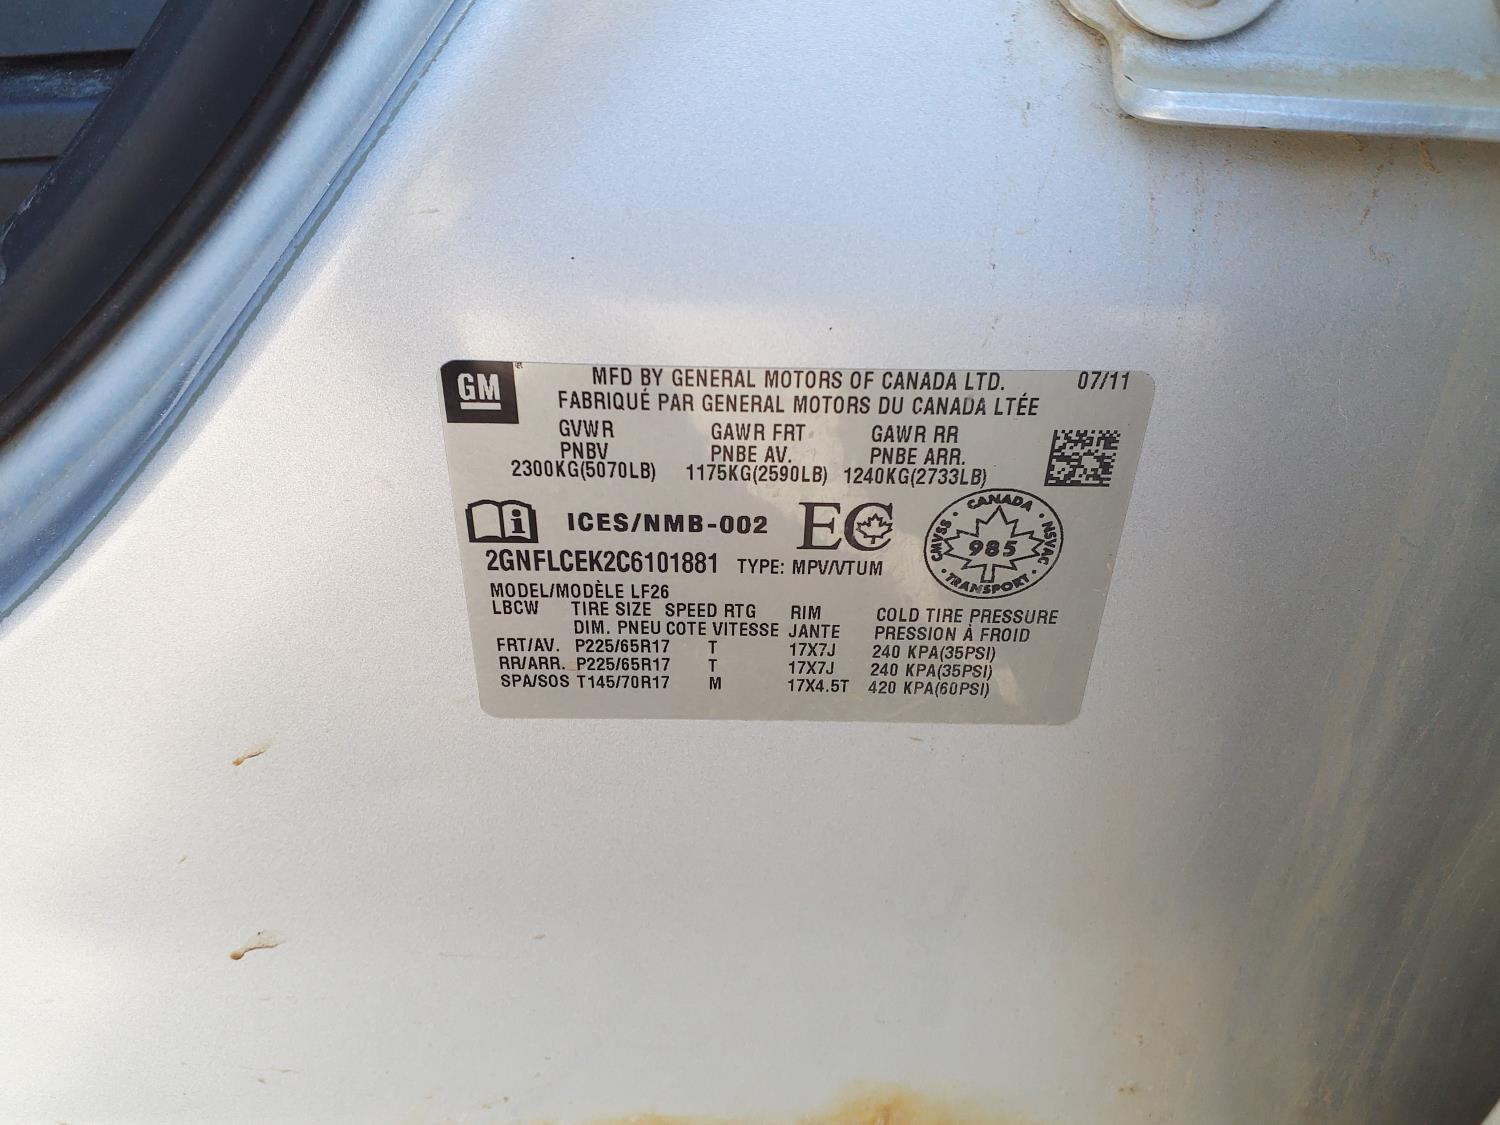 GM
MFD BY GENERAL MOTORS OF CANADA LTD. 07/11
FABRIQUÉ PAR GENERAL MOTORS DU CANADA LTÉE
GVWR GAWR FRT GAWR RR
PNBV PNBE AV. PNBE ARR.
2300KG(5070LB) 1175KG(2590LB) 1240KG(2733LB)
i ICES/NMB-002 EC
CANADA
CMVSS · 985 · NSVAC
· TRANSPORT ·
2GNFLCEK2C6101881 TYPE: MPV/VTUM
MODEL/MODÈLE LF26
LBCW TIRE SIZE SPEED RTG RIM COLD TIRE PRESSURE
DIM. PNEU COTE VITESSE JANTE PRESSION À FROID
FRT/AV. P225/65R17 T 17X7J 240 KPA(35PSI)
RR/ARR. P225/65R17 T 17X7J 240 KPA(35PSI)
SPA/SOS T145/70R17 M 17X4.5T 420 KPA(60PSI)